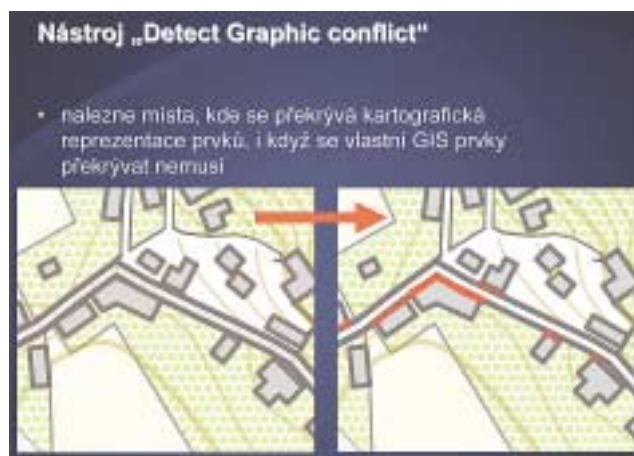 Nástroj „Detect Graphic conflict“
• nalezne místa, kde se překrývá kartografická
reprezentace prvků, i když se vlastní GIS prvky
překrývat nemusí